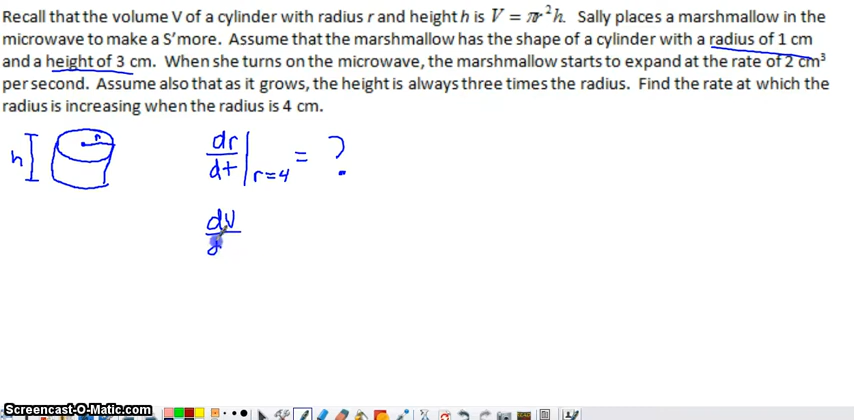 Recall that the volume V of a cylinder with radius r and height h is V = πr²h. Sally places a marshmallow in the
microwave to make a S'more. Assume that the marshmallow has the shape of a cylinder with a radius of 1 cm
and a height of 3 cm. When she turns on the microwave, the marshmallow starts to expand at the rate of 2 cm³
per second. Assume also that as it grows, the height is always three times the radius. Find the rate at which the
radius is increasing when the radius is 4 cm.
h r dr/dt | r=4 = ?
dV
Screencast-O-Matic.com